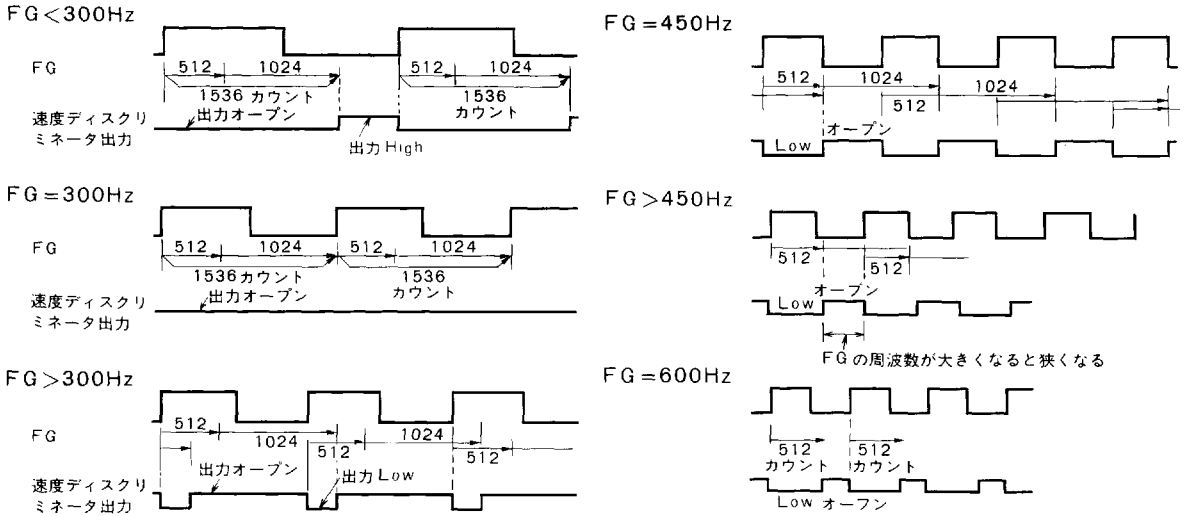 FG<300Hz
FG
512 1024 512 1024
1536 カウント 1536
カウント
速度ディスクリ 出力オープン
ミネータ出力
出力High
FG=300Hz
FG
512 1024 512 1024
1536 カウント 1536
カウント
速度ディスクリ 出力オープン
ミネータ出力
FG>300Hz
FG
512 1024 512 1024 512
速度ディスクリ 出力オープン 出力Low
ミネータ出力
FG=450Hz
512 1024
512 1024
オープン
Low
FG>450Hz
512 512
オープン
Low
FGの周波数が大きくなると狭くなる
FG=600Hz
512 512
カウント カウント
Low オーフン